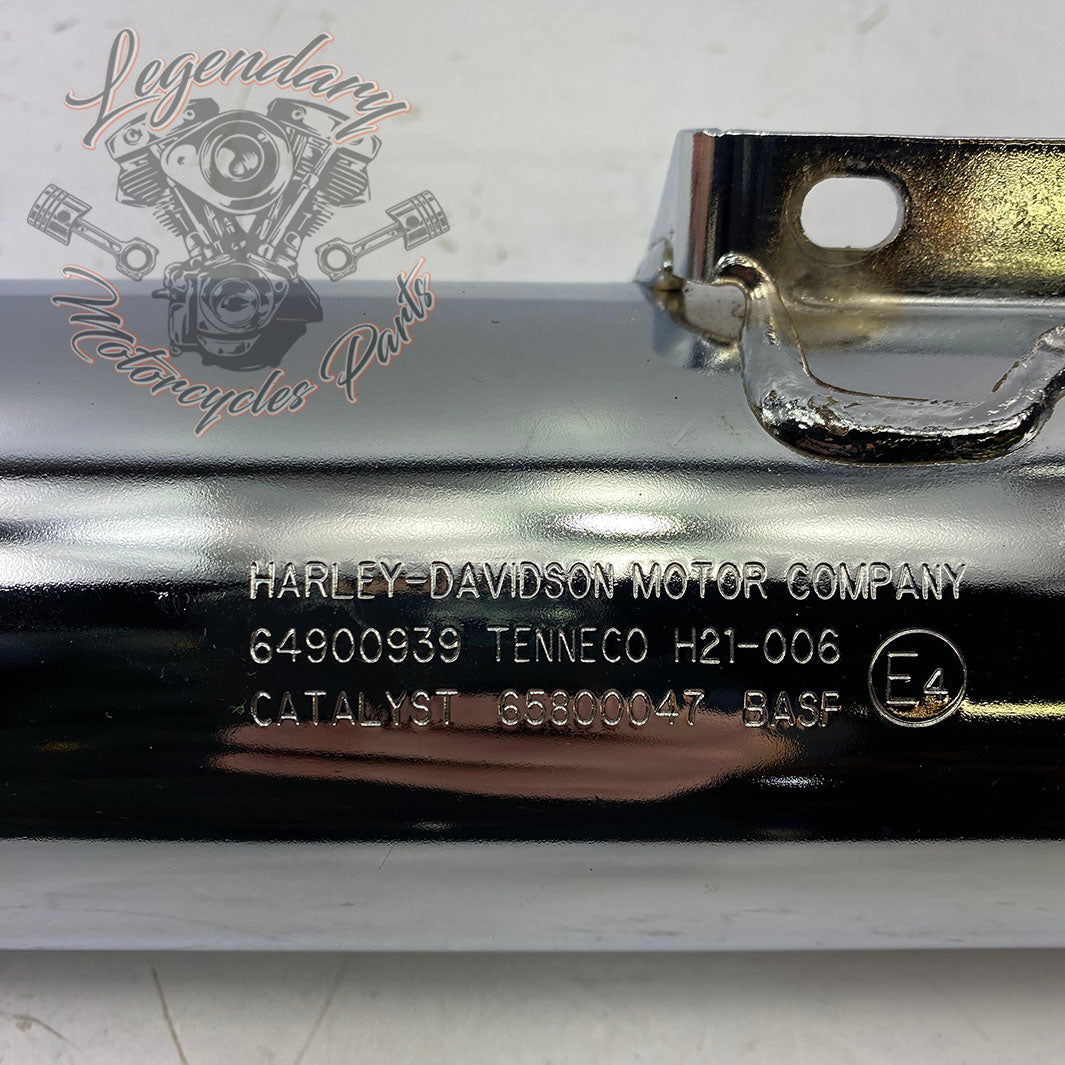 Legendary
Motorcycles Parts
HARLEY-DAVIDSON MOTOR COMPANY
64900939 TENNECO H21-006
CATALYST 65800047 BASF
E4